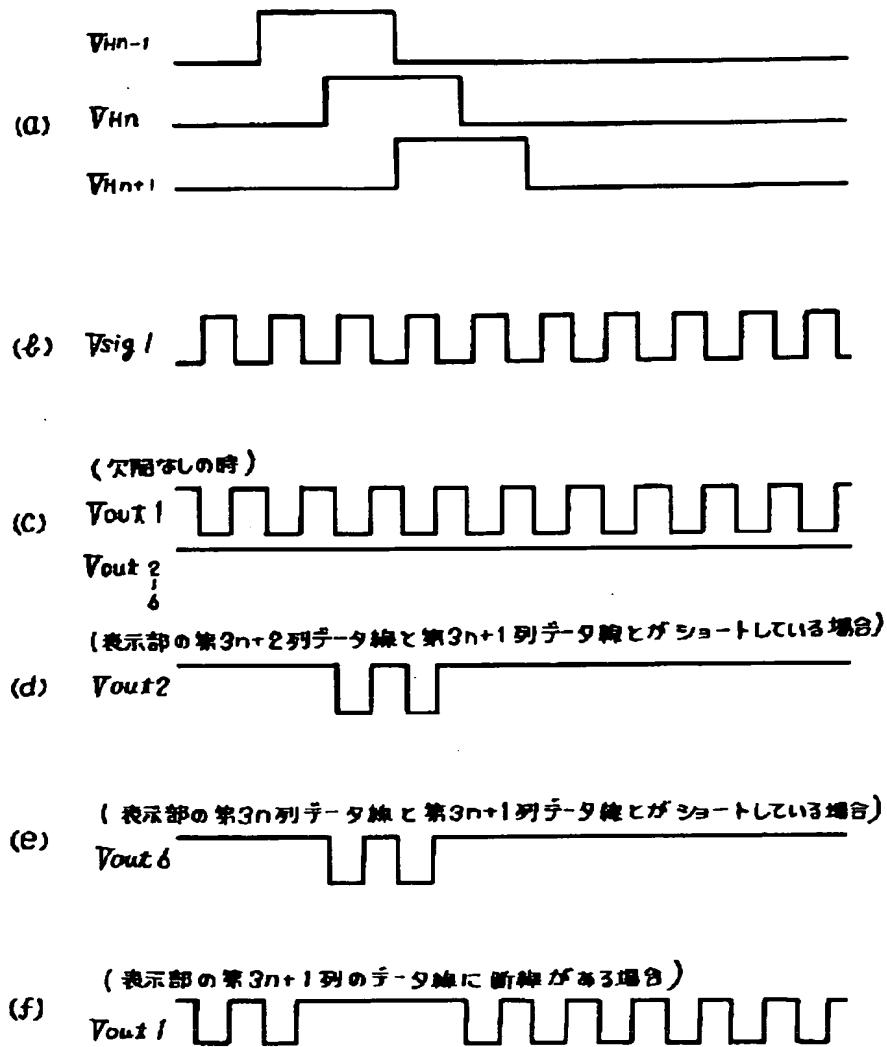 VHn-1
(a) VHn
VHn+1
(b) Vsig 1
(欠陥なしの時)
(c) Vout 1
Vout 2
~
6
(表示部の第3n+2列データ線と第3n+1列データ線とがショートしている場合)
(d) Vout2
(表示部の第3n列データ線と第3n+1列データ線とがショートしている場合)
(e) Vout 6
(表示部の第3n+1列のデータ線に断線がある場合)
(f) Vout 1